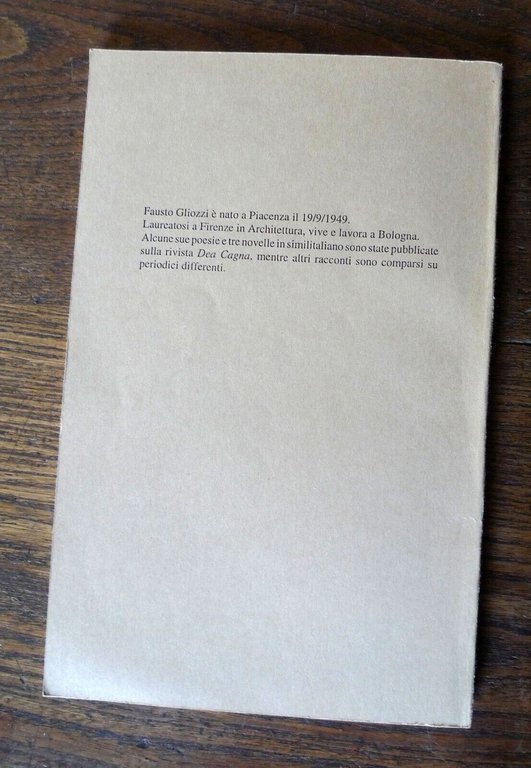 Fausto Gliozzi è nato a Piacenza il 19/9/1949.
Laureatosi a Firenze in Architettura, vive e lavora a Bologna.
Alcune sue poesie e tre novelle in similitaliano sono state pubblicate
sulla rivista Dea Cagna, mentre altri racconti sono comparsi su
periodici differenti.